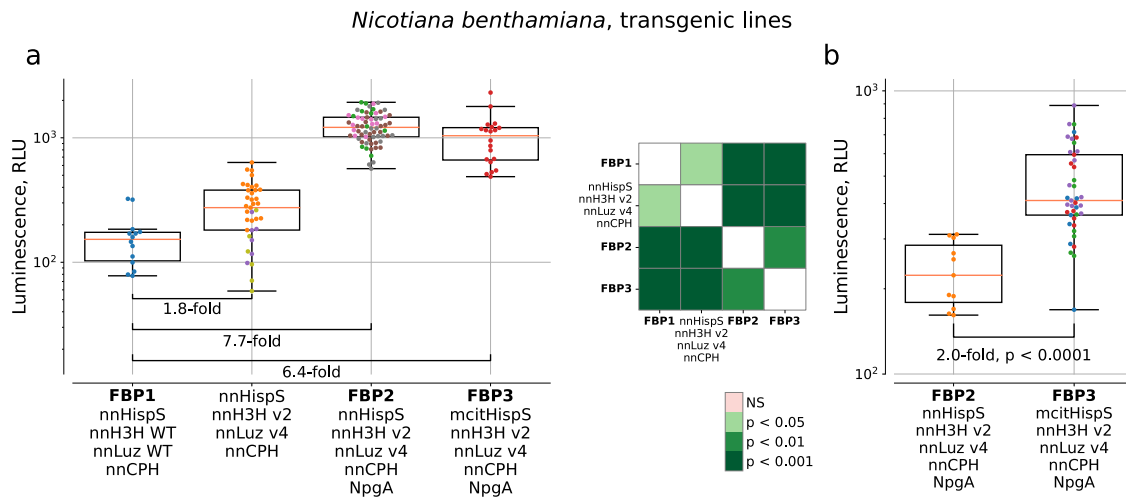 Nicotiana benthamiana, transgenic lines
a
Luminescence, RLU
10³
10²
1.8-fold
7.7-fold
6.4-fold
FBP1
nnHispS
nnH3H WT
nnLuz WT
nnCPH
nnHispS
nnH3H v2
nnLuz v4
nnCPH
FBP2
nnHispS
nnH3H v2
nnLuz v4
nnCPH
NpgA
FBP3
mcitHispS
nnH3H v2
nnLuz v4
nnCPH
NpgA
FBP1
nnHispS
nnH3H v2
nnLuz v4
nnCPH
FBP2
FBP3
FBP1
nnHispS
nnH3H v2
nnLuz v4
nnCPH
FBP2
FBP3
NS
p < 0.05
p < 0.01
p < 0.001
b
Luminescence, RLU
10³
10²
2.0-fold, p < 0.0001
FBP2
nnHispS
nnH3H v2
nnLuz v4
nnCPH
NpgA
FBP3
mcitHispS
nnH3H v2
nnLuz v4
nnCPH
NpgA